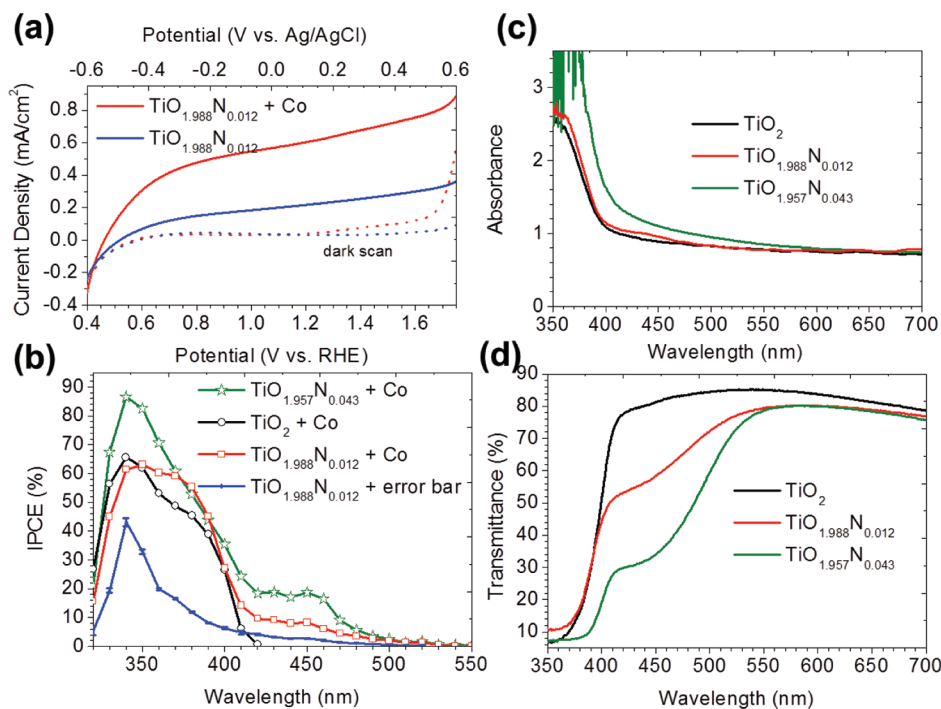 (a)
Potential (V vs. Ag/AgCl)
-0.6 -0.4 -0.2 0.0 0.2 0.4 0.6
Current Density (mA/cm²)
0.8
0.6
0.4
0.2
0.0
-0.2
-0.4
TiO₁.₉₈₈N₀.₀₁₂ + Co
TiO₁.₉₈₈N₀.₀₁₂
dark scan
0.4 0.6 0.8 1.0 1.2 1.4 1.6
Potential (V vs. RHE)
(b)
IPCE (%)
90
80
70
60
50
40
30
20
10
0
TiO₁.₉₅₇N₀.₀₄₃ + Co
TiO₂ + Co
TiO₁.₉₈₈N₀.₀₁₂ + Co
TiO₁.₉₈₈N₀.₀₁₂ + error bar
350 400 450 500 550
Wavelength (nm)
(c)
Absorbance
3
2
1
0
TiO₂
TiO₁.₉₈₈N₀.₀₁₂
TiO₁.₉₅₇N₀.₀₄₃
350 400 450 500 550 600 650 700
Wavelength (nm)
(d)
Transmittance (%)
90
80
70
60
50
40
30
20
10
TiO₂
TiO₁.₉₈₈N₀.₀₁₂
TiO₁.₉₅₇N₀.₀₄₃
350 400 450 500 550 600 650 700
Wavelength (nm)